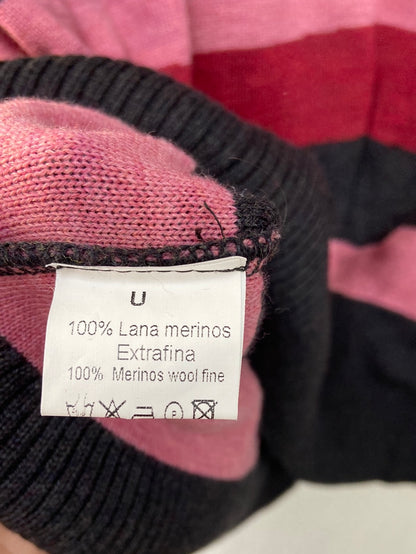 U
100% Lana merinos
Extrafina
100% Merinos wool fine
P